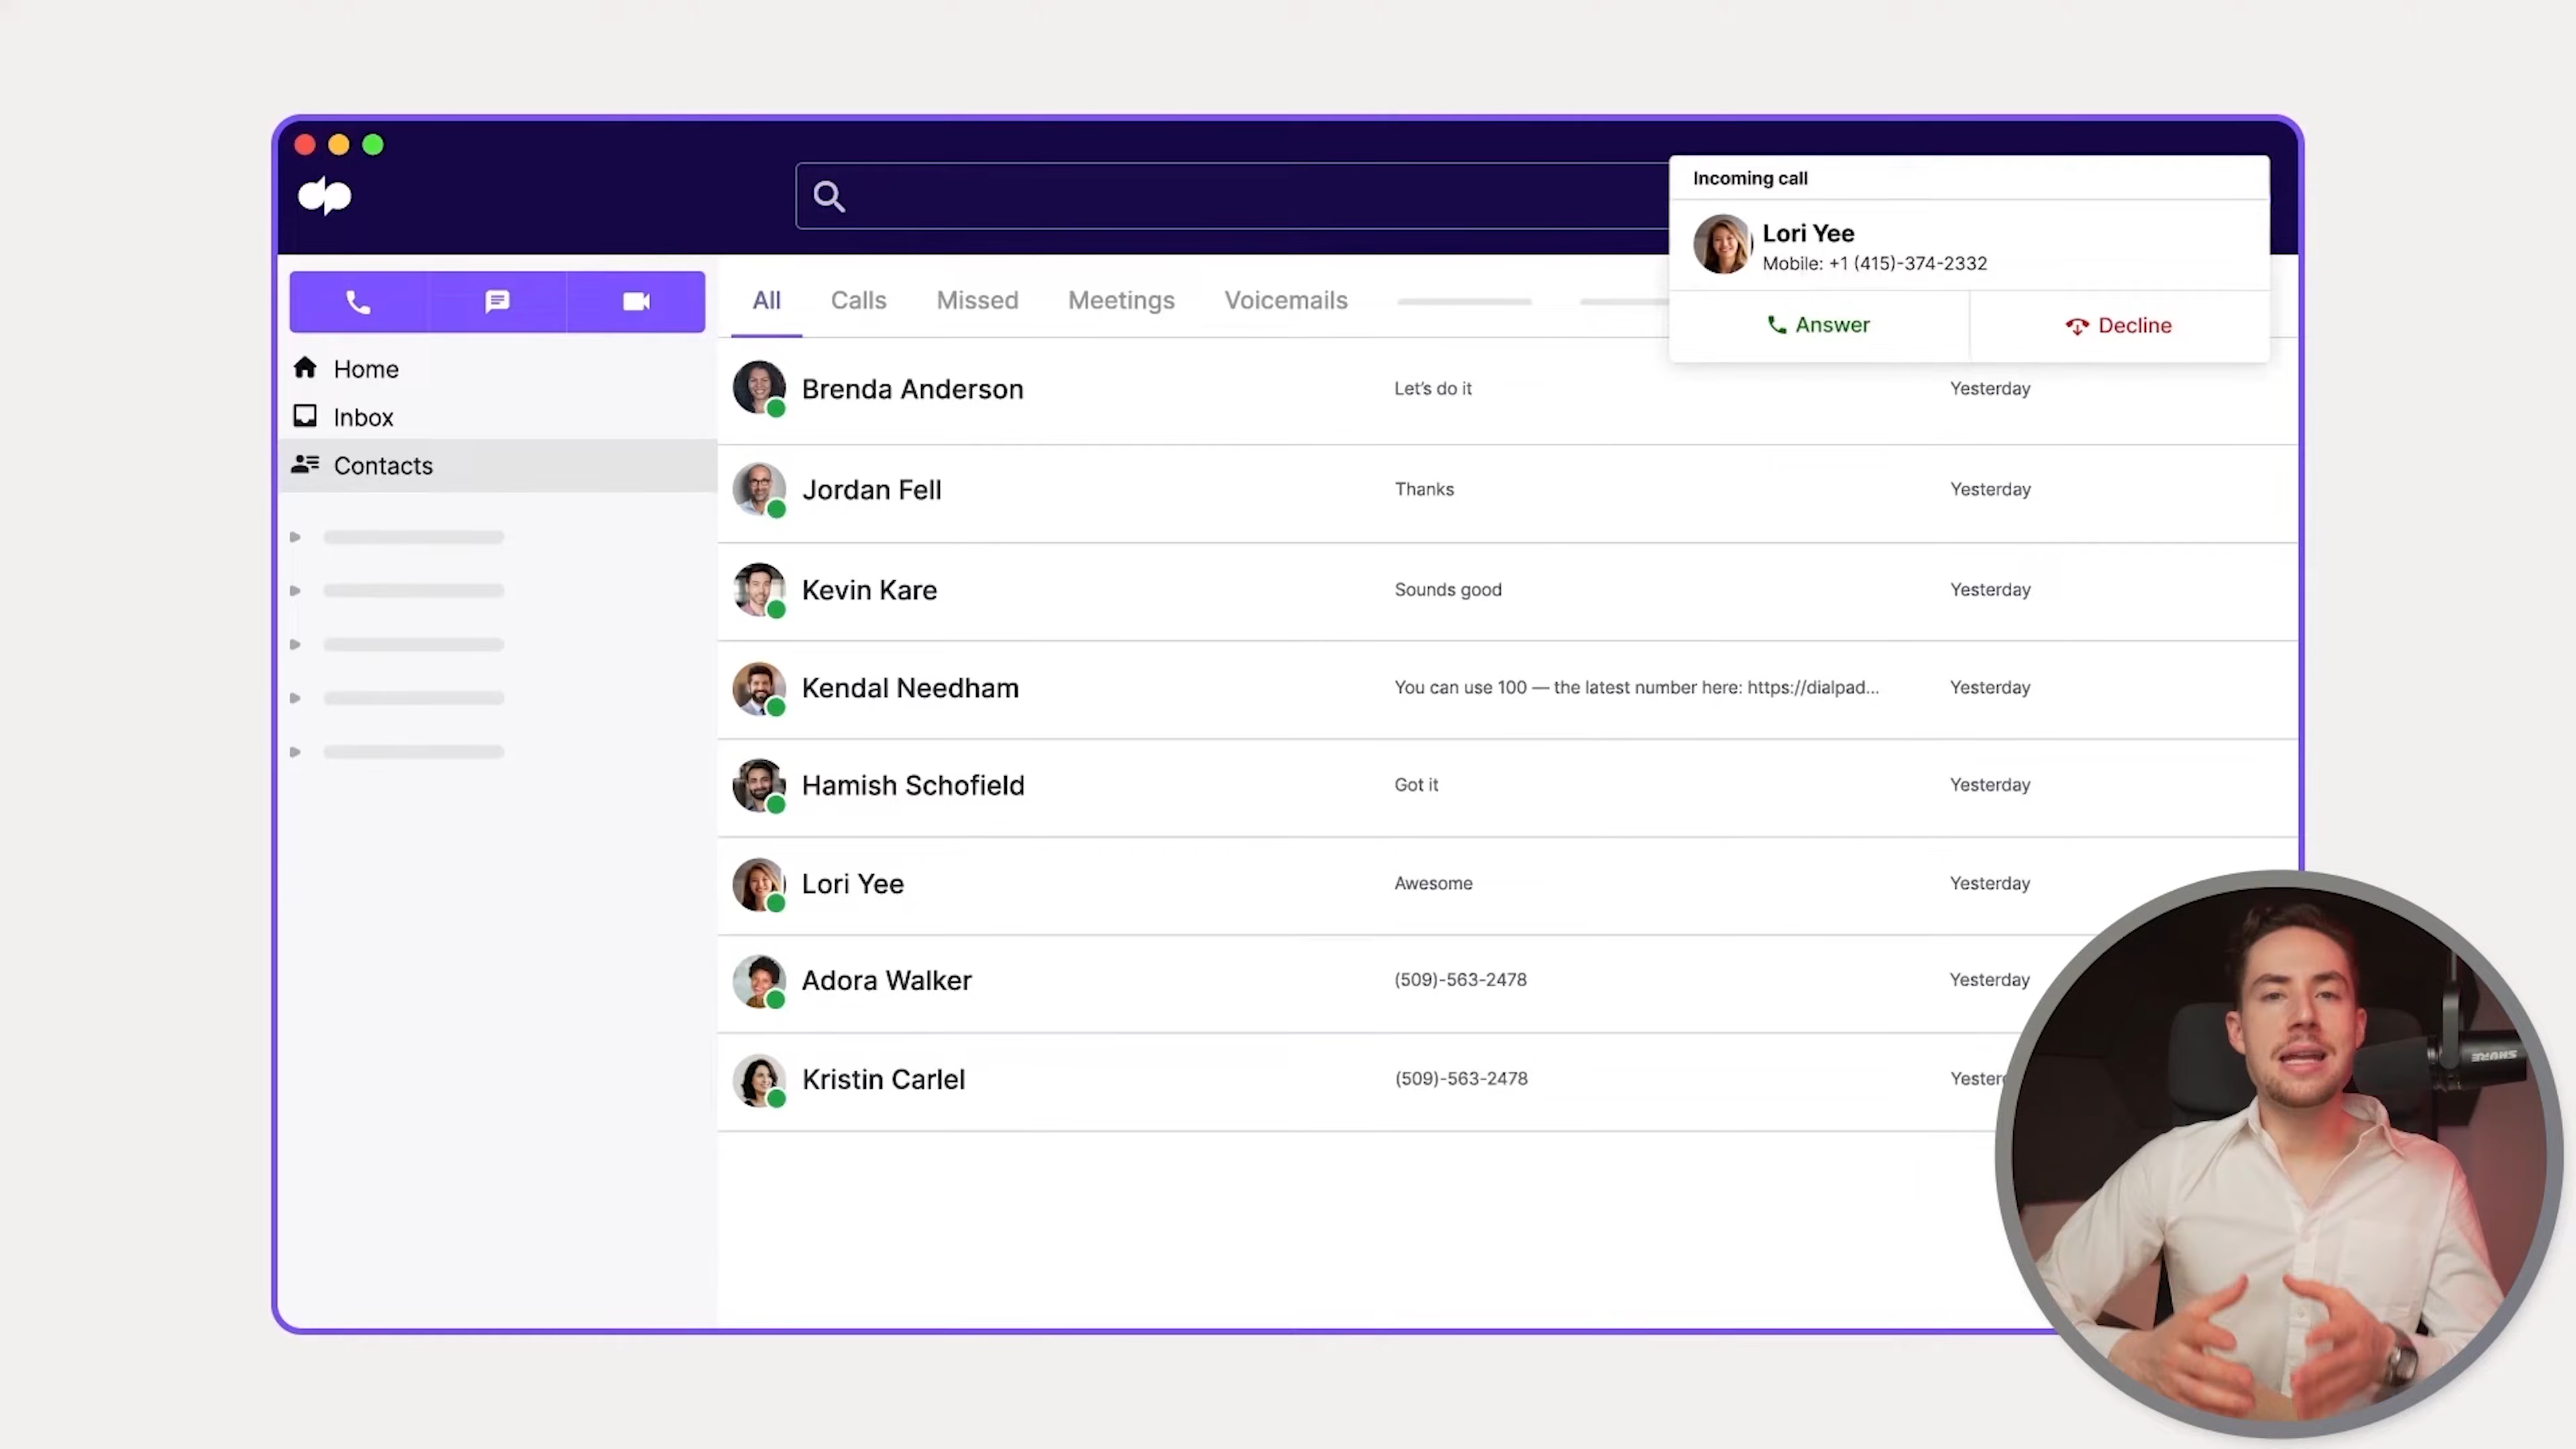 Incoming call
Lori Yee
Mobile: +1 (415)-374-2332
Answer
Decline
All
Calls
Missed
Meetings
Voicemails
Home
Inbox
Contacts
Brenda Anderson
Let’s do it
Yesterday
Jordan Fell
Thanks
Yesterday
Kevin Kare
Sounds good
Yesterday
Kendal Needham
You can use 100 — the latest number here: https://dialpad...
Yesterday
Hamish Schofield
Got it
Yesterday
Lori Yee
Awesome
Yesterday
Adora Walker
(509)-563-2478
Yesterday
Kristin Carlel
(509)-563-2478
Yester
SHURE